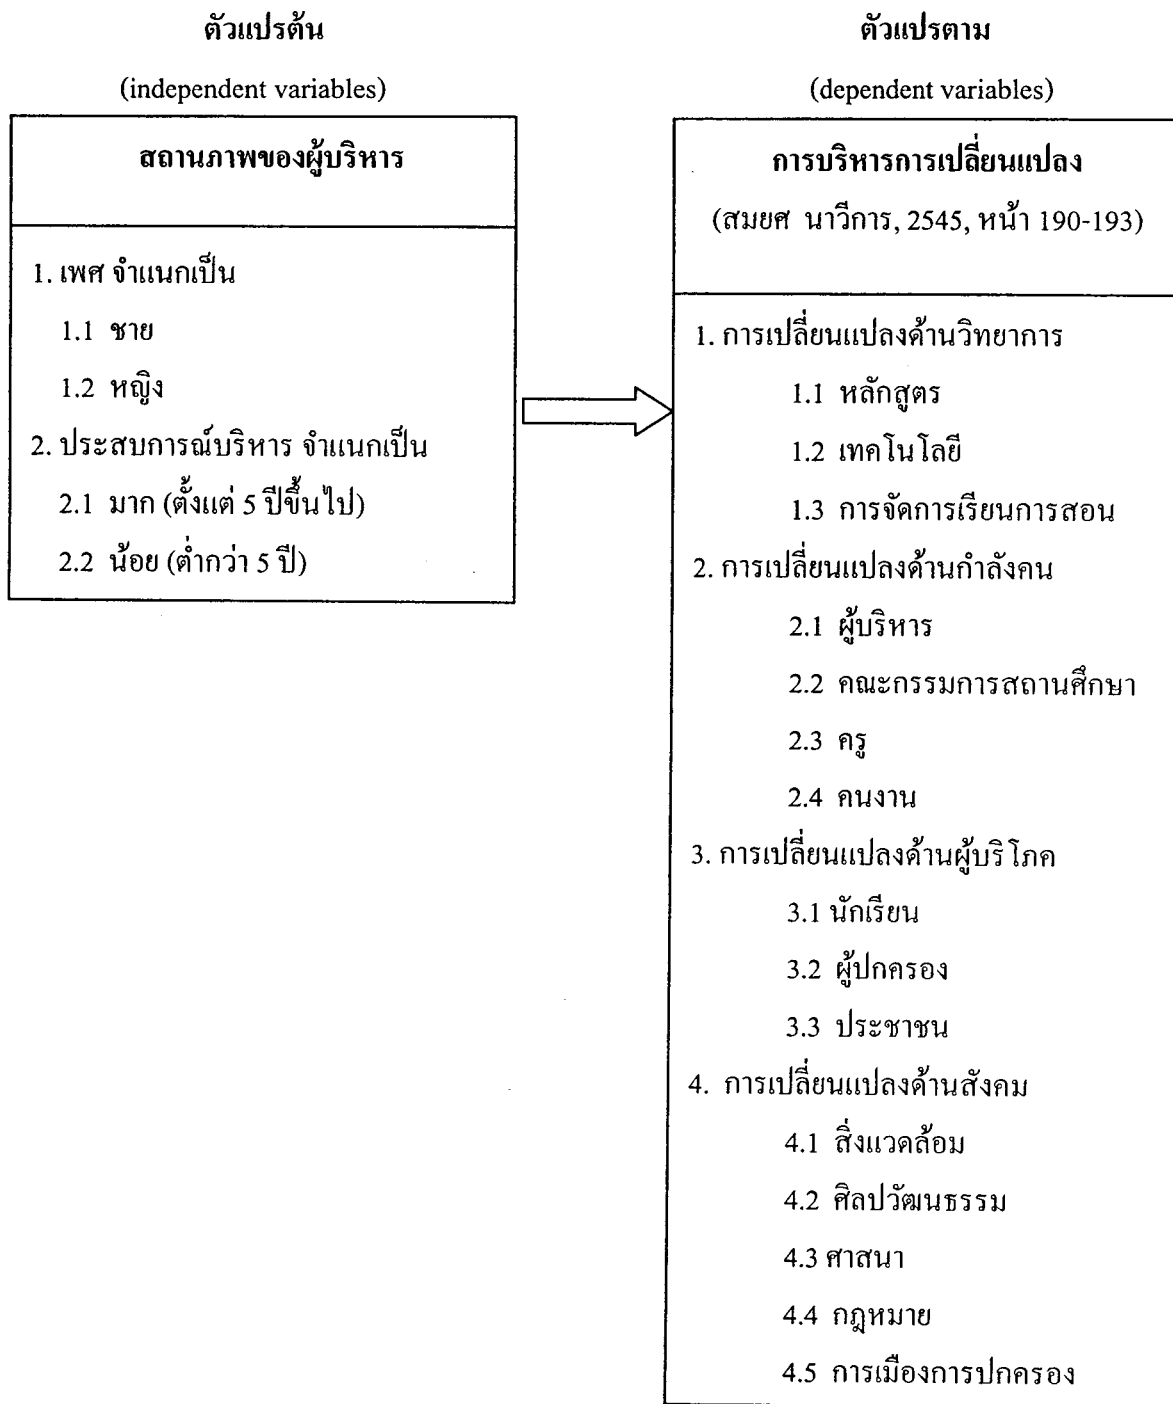 ตัวแปรต้น
(independent variables)
สถานภาพของผู้บริหาร
1. เพศ จำแนกเป็น
1.1 ชาย
1.2 หญิง
2. ประสบการณ์บริหาร จำแนกเป็น
2.1 มาก (ตั้งแต่ 5 ปีขึ้นไป)
2.2 น้อย (ต่ำกว่า 5 ปี)
ตัวแปรตาม
(dependent variables)
การบริหารการเปลี่ยนแปลง
(สมยศ นาวีการ, 2545, หน้า 190-193)
1. การเปลี่ยนแปลงด้านวิทยาการ
1.1 หลักสูตร
1.2 เทคโนโลยี
1.3 การจัดการเรียนการสอน
2. การเปลี่ยนแปลงด้านกำลังคน
2.1 ผู้บริหาร
2.2 คณะกรรมการสถานศึกษา
2.3 ครู
2.4 คนงาน
3. การเปลี่ยนแปลงด้านผู้บริโภค
3.1 นักเรียน
3.2 ผู้ปกครอง
3.3 ประชาชน
4. การเปลี่ยนแปลงด้านสังคม
4.1 สิ่งแวดล้อม
4.2 ศิลปวัฒนธรรม
4.3 ศาสนา
4.4 กฎหมาย
4.5 การเมืองการปกครอง